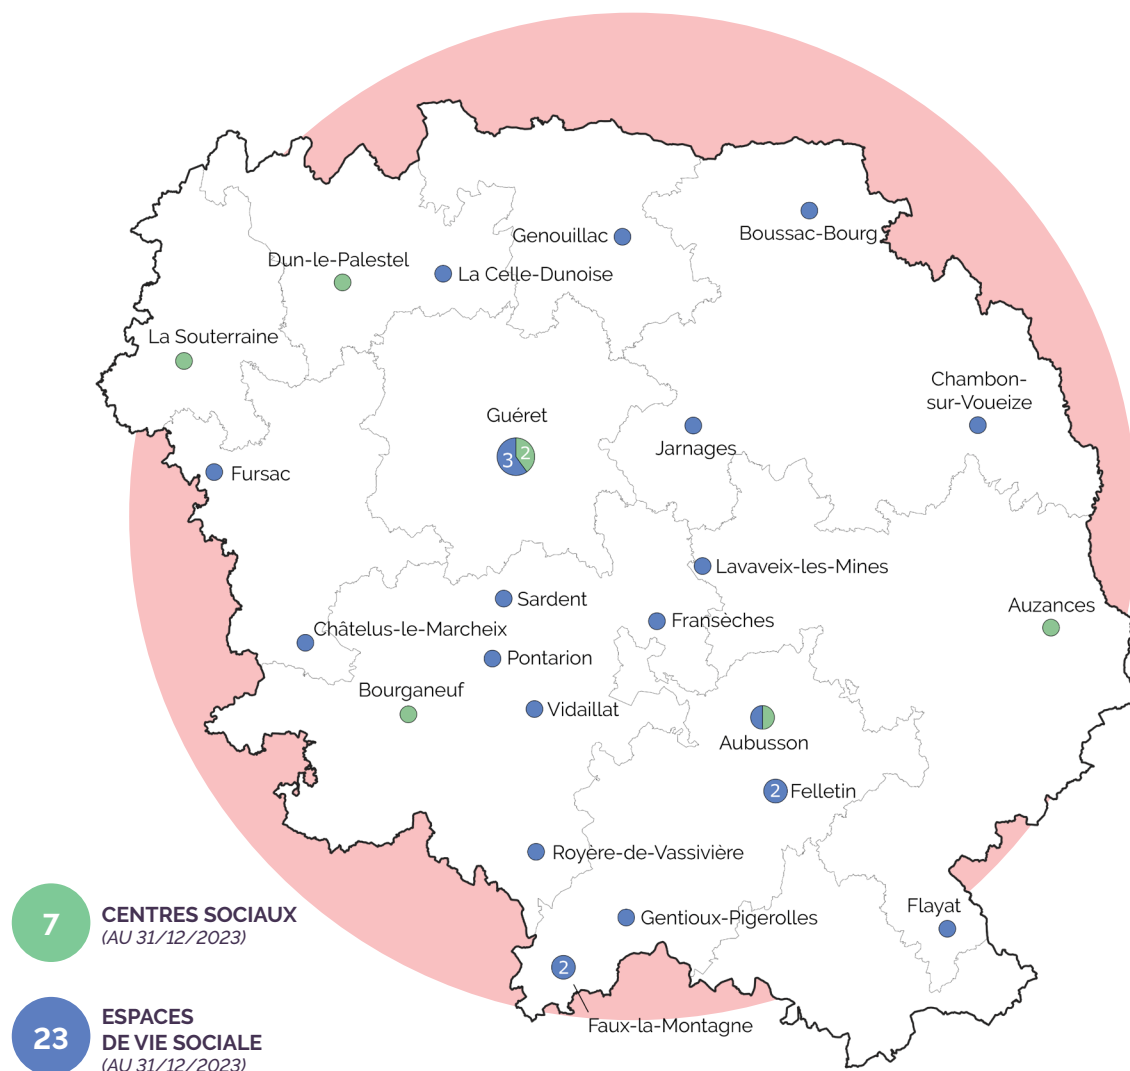 Boussac-Bourg
Genouillac
Dun-le-Palestel
La Celle-Dunoise
La Souterraine
Chambon-
sur-Voueize
Guéret
3
2
Jarnages
Fursac
Lavaveix-les-Mines
Sardent
Auzances
Fransèches
Châtelus-le-Marcheix
Pontarion
Bourganeuf
Vidaillat
Aubusson
2
Felletin
Royère-de-Vassivière
Flayat
Gentioux-Pigerolles
2
Faux-la-Montagne
7
CENTRES SOCIAUX
(AU 31/12/2023)
23
ESPACES
DE VIE SOCIALE
(AU 31/12/2023)